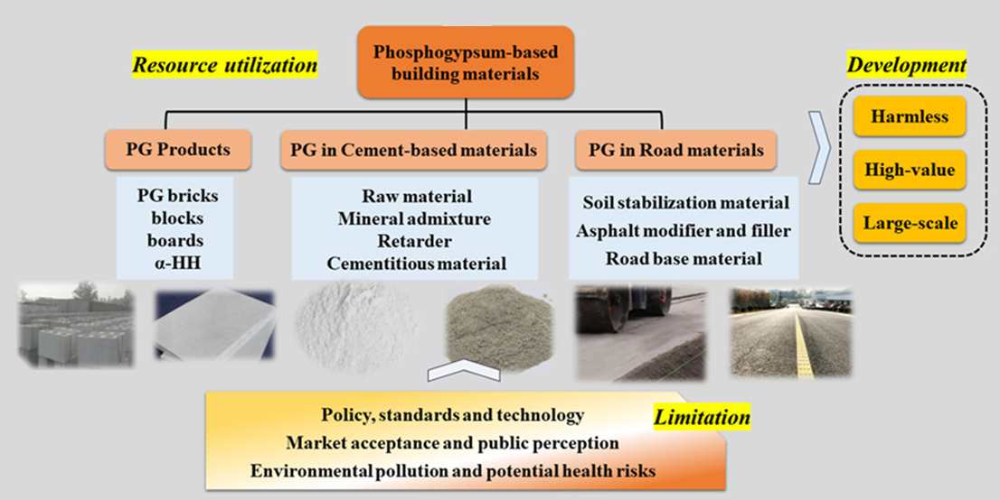 Resource utilization
Phosphogypsum-based
building materials
Development
PG Products
PG in Cement-based materials
PG in Road materials
PG bricks
blocks
boards
α-HH
Raw material
Mineral admixture
Retarder
Cementitious material
Soil stabilization material
Asphalt modifier and filler
Road base material
Harmless
High-value
Large-scale
Limitation
Policy, standards and technology
Market acceptance and public perception
Environmental pollution and potential health risks